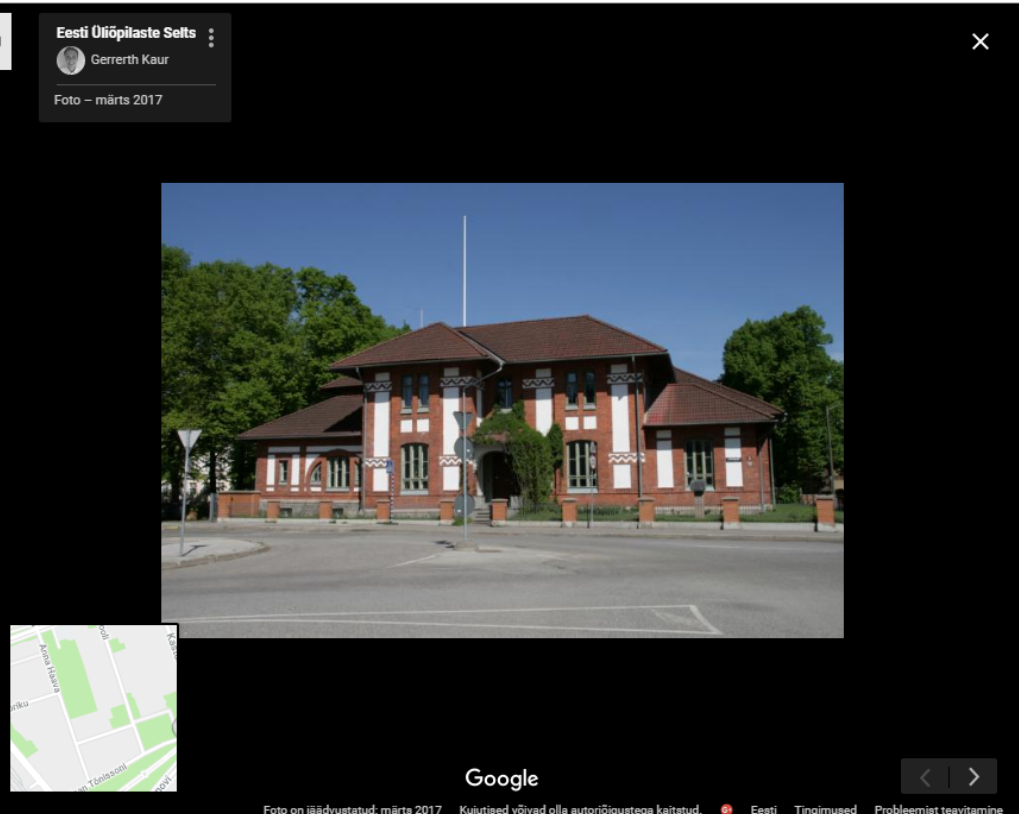 Eesti Üliõpilaste Selts
Gerrerth Kaur
Foto – märts 2017
Anna Haava
Google
Foto on jäädvustatud: märts 2017 Kujutised võivad olla autoriõigustega kaitstud. Eesti Tingimused Probleemist teavitamine